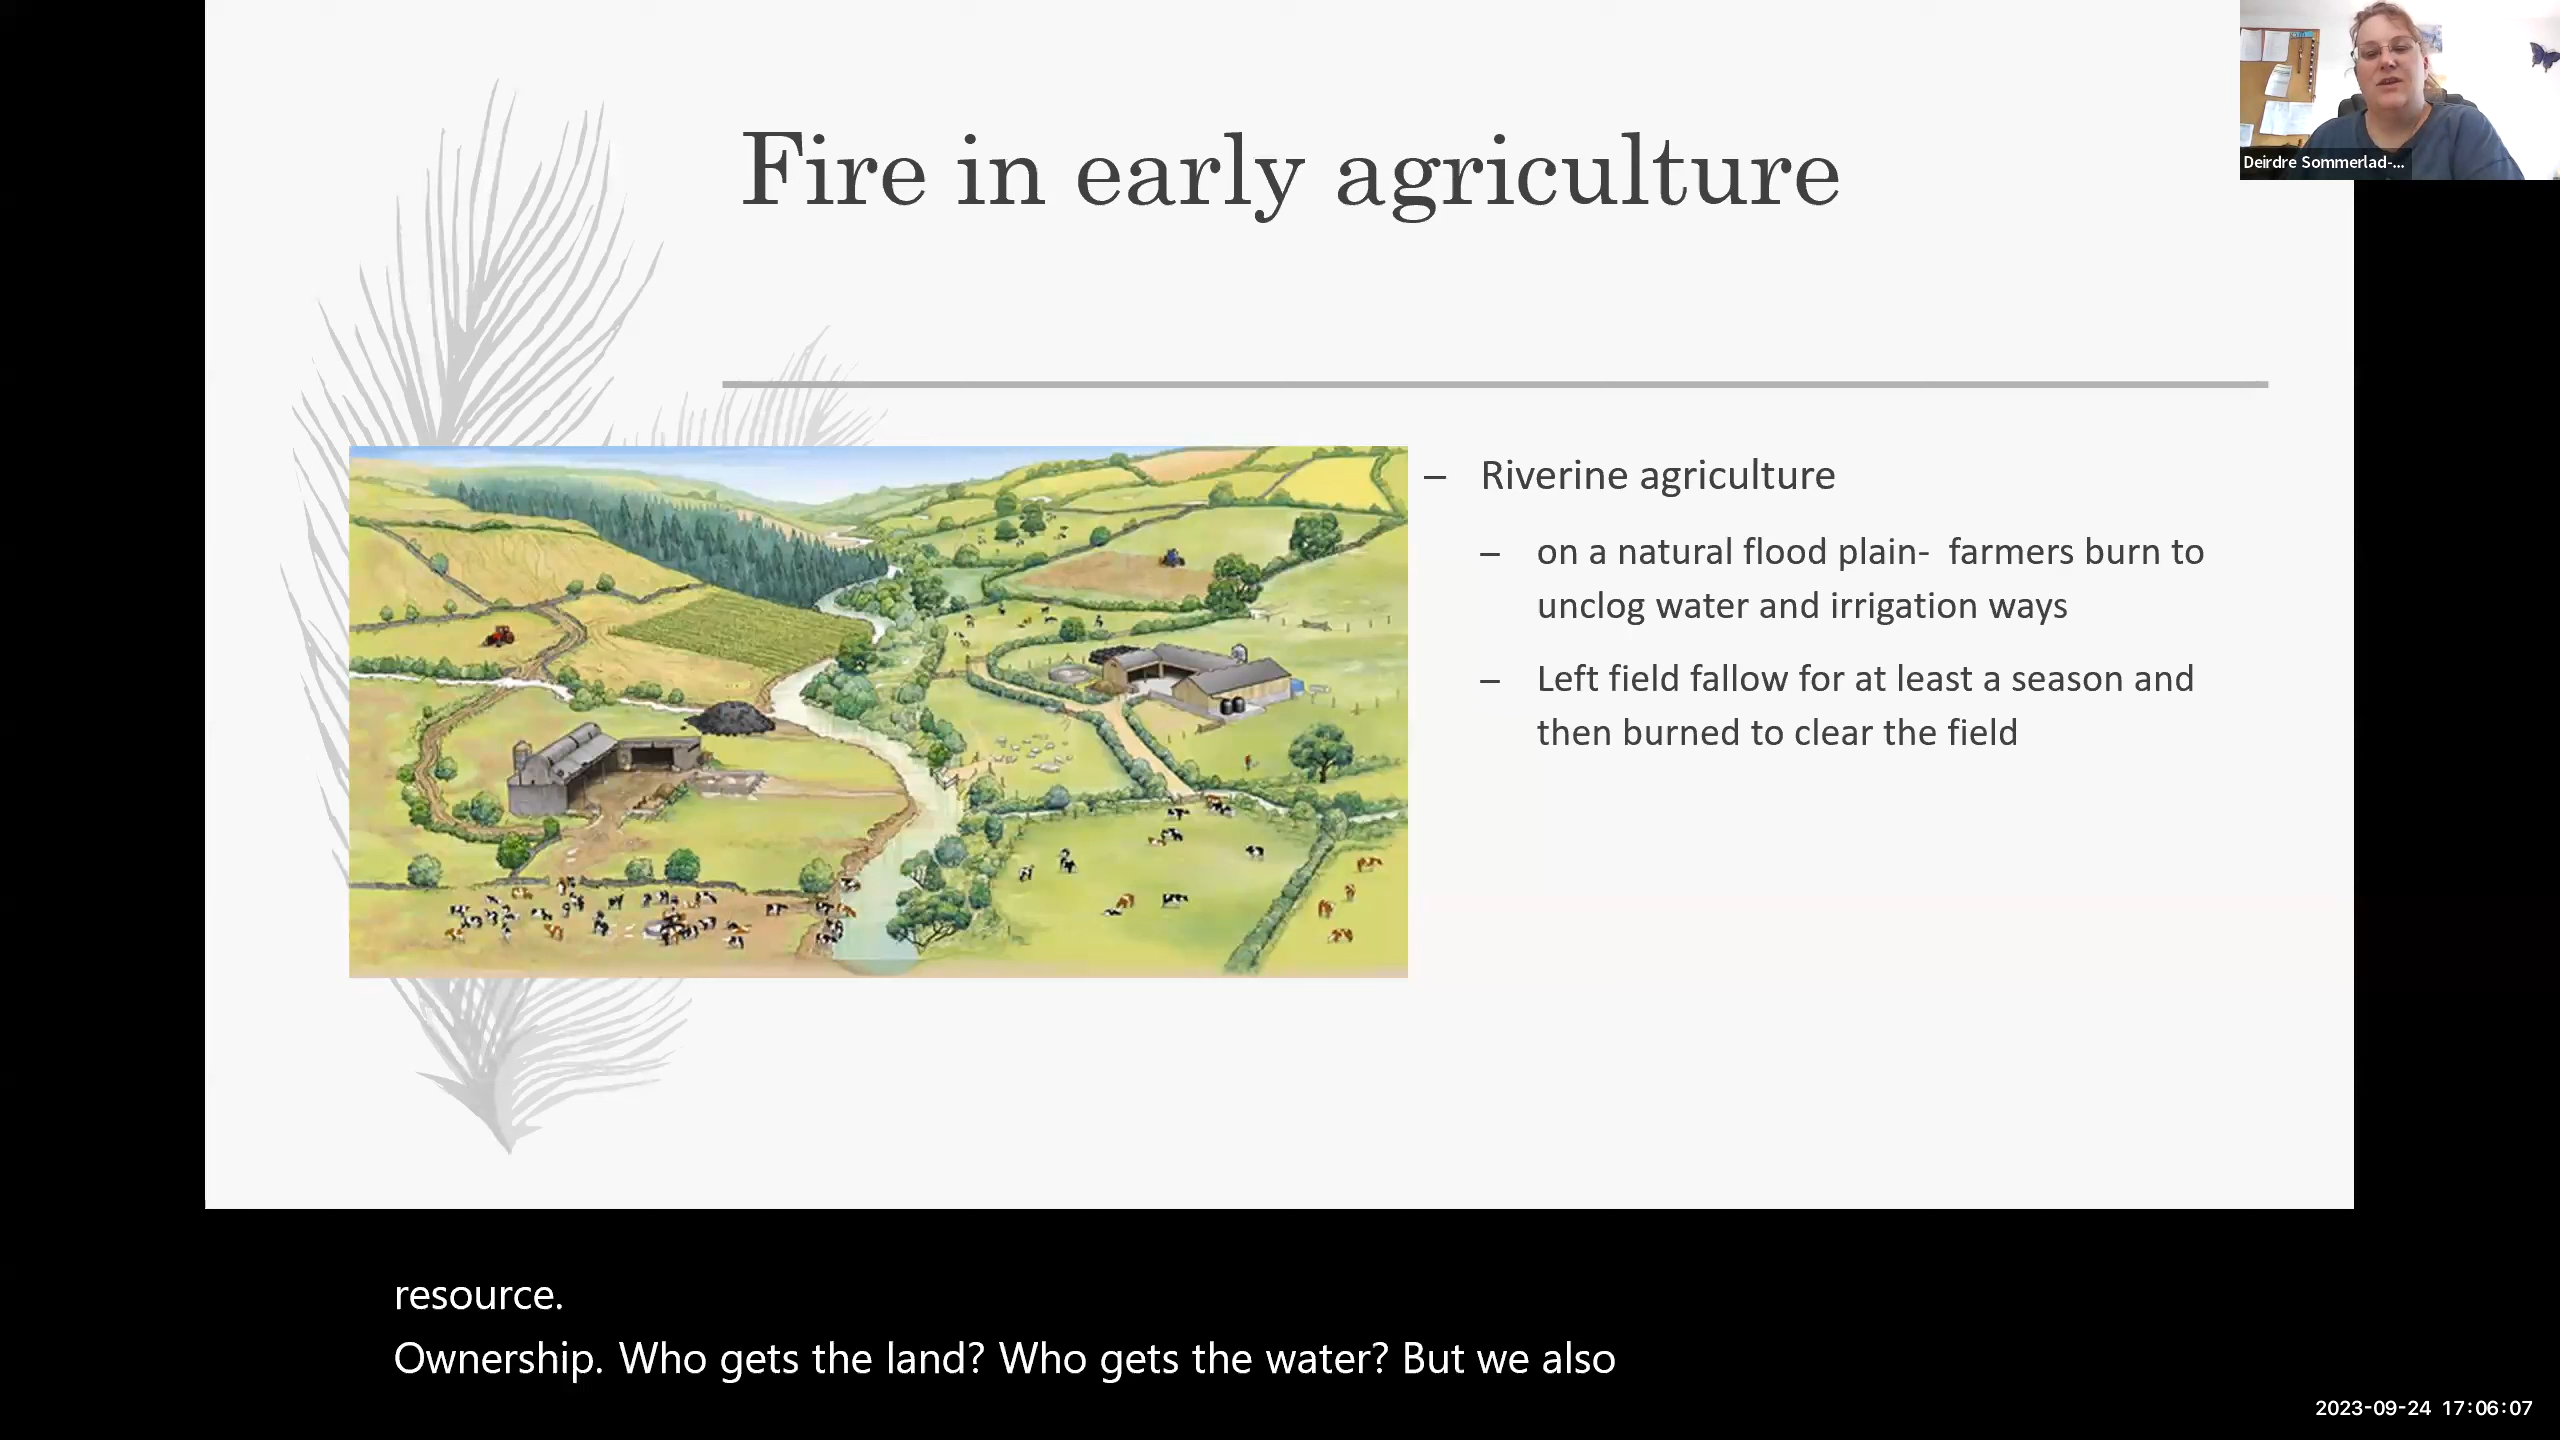 Fire in early agriculture
Deirdre Sommerlad-...
– Riverine agriculture
– on a natural flood plain-  farmers burn to
unclog water and irrigation ways
– Left field fallow for at least a season and
then burned to clear the field
resource.
Ownership. Who gets the land? Who gets the water? But we also
2023-09-24 17:06:07